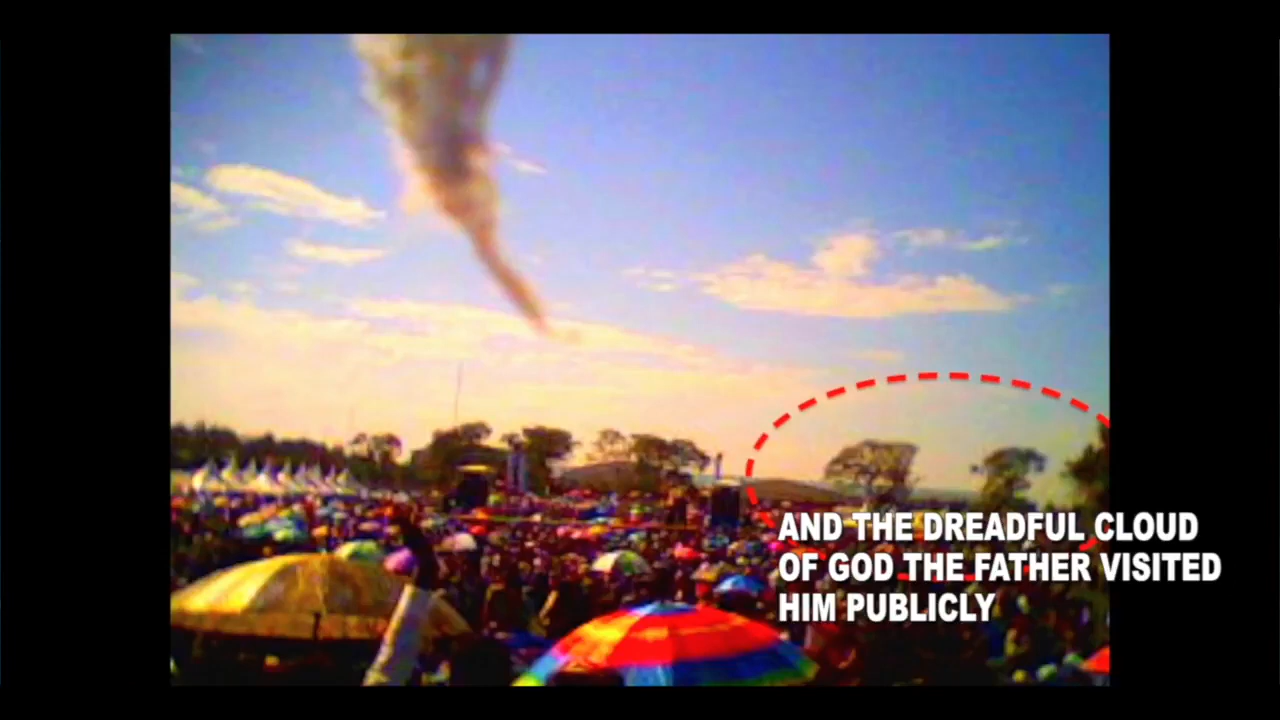 AND THE DREADFUL CLOUD
OF GOD THE FATHER VISITED
HIM PUBLICLY